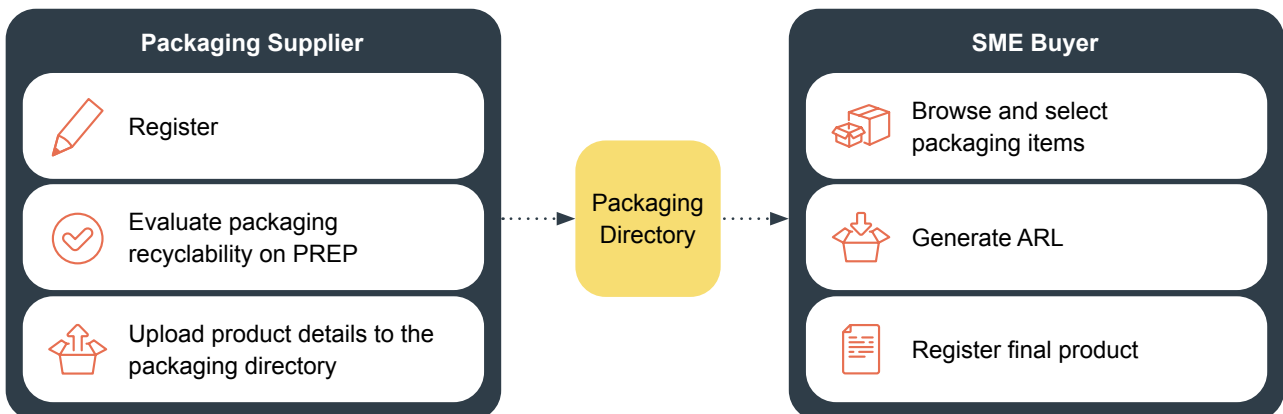 Packaging Supplier
Register
Evaluate packaging
recyclability on PREP
Upload product details to the
packaging directory
Packaging
Directory
SME Buyer
Browse and select
packaging items
Generate ARL
Register final product